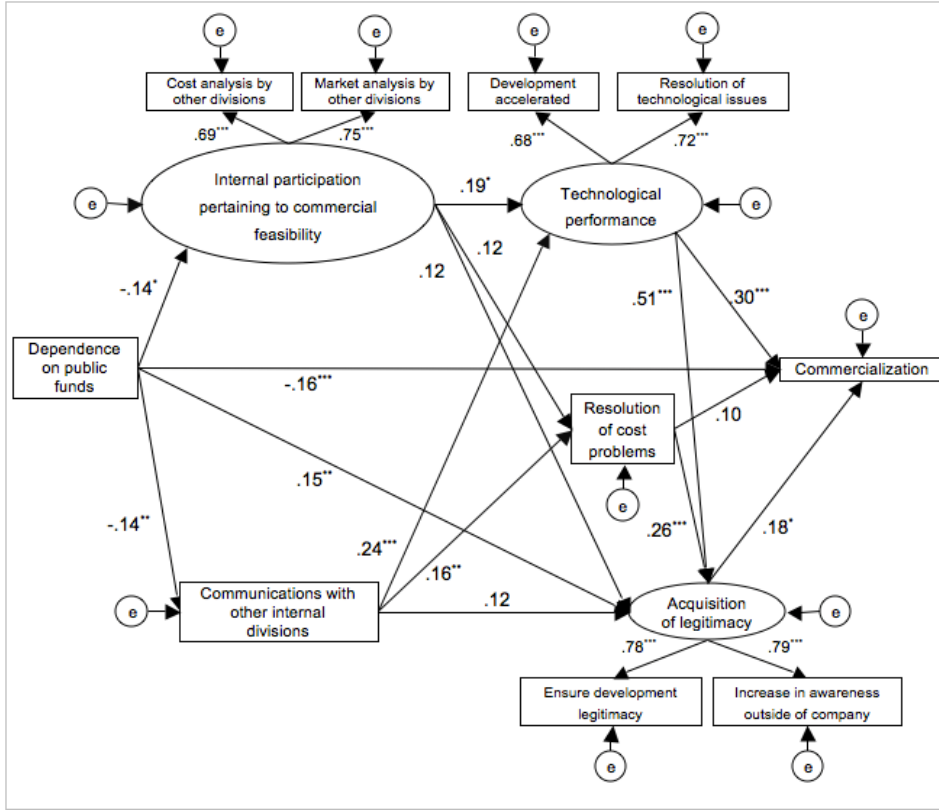 e
e
e
e
Cost analysis by
other divisions
Market analysis by
other divisions
Development
accelerated
Resolution of
technological issues
.69***
.75***
.68***
.72***
e
Internal participation
pertaining to commercial
feasibility
.19*
Technological
performance
e
.12
.12
-.14*
.51***
.30***
e
Dependence
on public
funds
Commercialization
-.16***
Resolution
of cost
problems
.10
.15**
e
-.14**
.24***
.26***
.18*
.16**
e
Communications with
other internal
divisions
.12
Acquisition
of legitimacy
e
.78***
.79***
Ensure development
legitimacy
Increase in awareness
outside of company
e
e